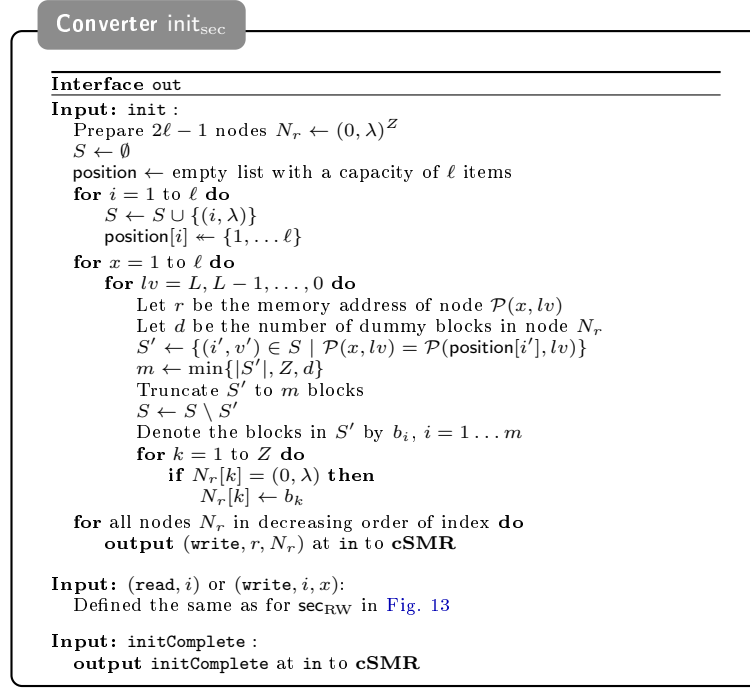 Converter init_sec
Interface out
Input: init :
Prepare 2ℓ − 1 nodes N_r ← (0, λ)^Z
S ← ∅
position ← empty list with a capacity of ℓ items
for i = 1 to ℓ do
S ← S ∪ {(i, λ)}
position[i] ↞ {1, . . . ℓ}
for x = 1 to ℓ do
for lv = L, L − 1, . . . , 0 do
Let r be the memory address of node 𝒫(x, lv)
Let d be the number of dummy blocks in node N_r
S′ ← {(i′, v′) ∈ S | 𝒫(x, lv) = 𝒫(position[i′], lv)}
m ← min{|S′|, Z, d}
Truncate S′ to m blocks
S ← S \ S′
Denote the blocks in S′ by b_i, i = 1 . . . m
for k = 1 to Z do
if N_r[k] = (0, λ) then
N_r[k] ← b_k
for all nodes N_r in decreasing order of index do
output (write, r, N_r) at in to cSMR
Input: (read, i) or (write, i, x):
Defined the same as for sec_RW in Fig. 13
Input: initComplete :
output initComplete at in to cSMR